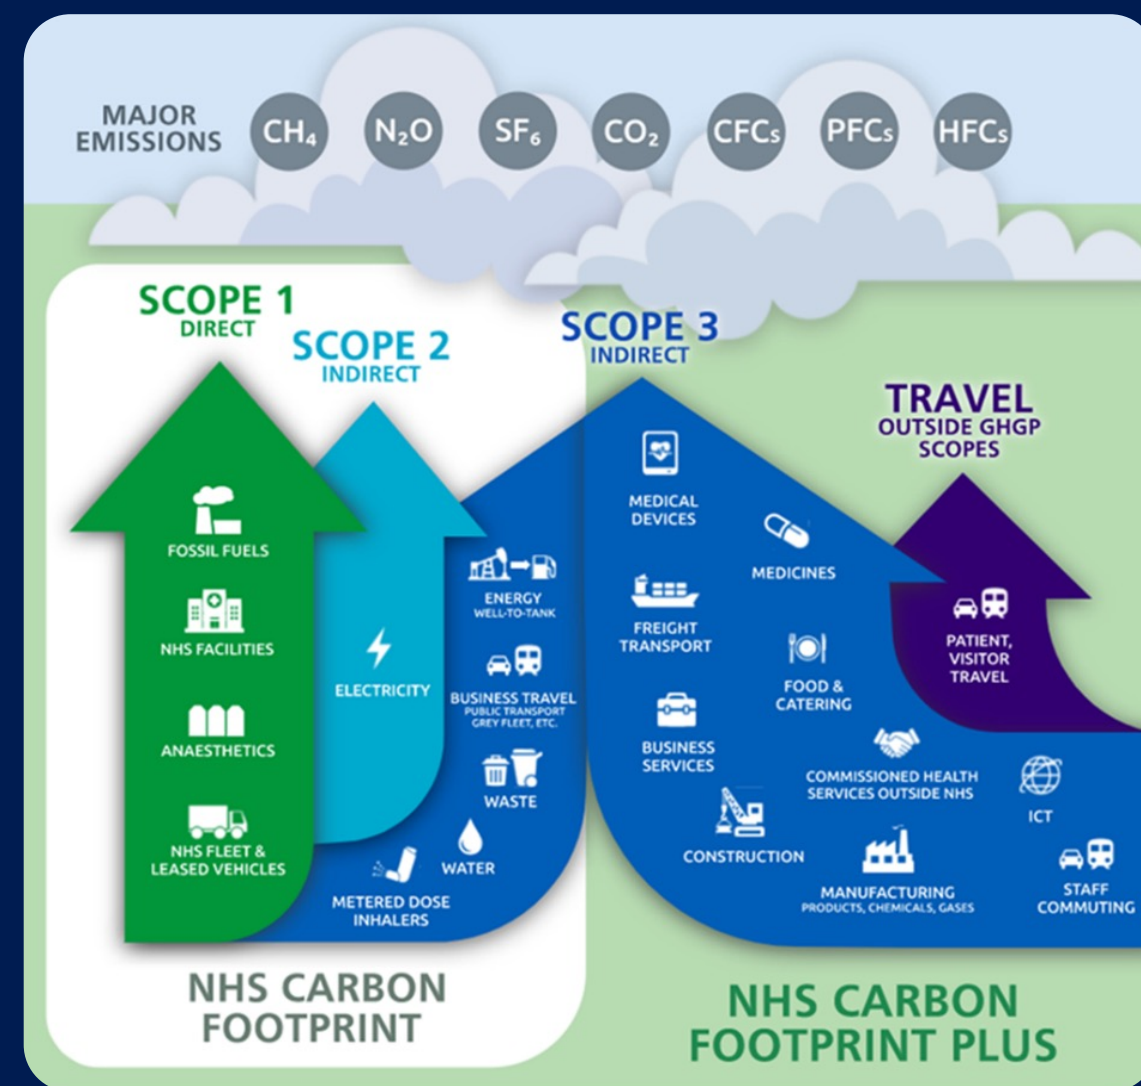 MAJOR
EMISSIONS
CH₄
N₂O
SF₆
CO₂
CFCs
PFCs
HFCs
SCOPE 1
DIRECT
FOSSIL FUELS
NHS FACILITIES
ANAESTHETICS
NHS FLEET &
LEASED VEHICLES
SCOPE 2
INDIRECT
ELECTRICITY
SCOPE 3
INDIRECT
ENERGY
WELL-TO-TANK
BUSINESS TRAVEL
PUBLIC TRANSPORT
GREY FLEET, ETC.
WASTE
WATER
METERED DOSE
INHALERS
MEDICAL
DEVICES
MEDICINES
FREIGHT
TRANSPORT
FOOD &
CATERING
BUSINESS
SERVICES
COMMISSIONED HEALTH
SERVICES OUTSIDE NHS
CONSTRUCTION
MANUFACTURING
PRODUCTS, CHEMICALS, GASES
ICT
STAFF
COMMUTING
TRAVEL
OUTSIDE GHGP
SCOPES
PATIENT,
VISITOR
TRAVEL
NHS CARBON
FOOTPRINT
NHS CARBON
FOOTPRINT PLUS